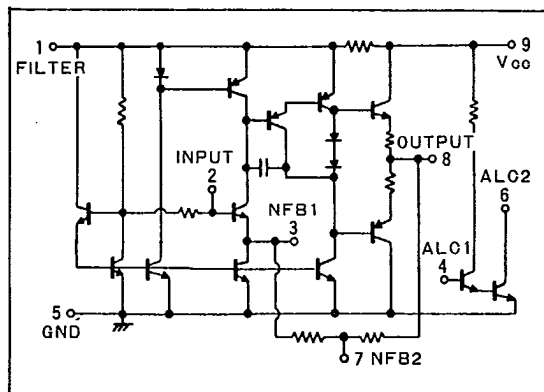 1
FILTER
9
Vcc
INPUT
2
OUTPUT
8
NFB1
3
ALC2
6
ALC1
4
5
GND
7 NFB2